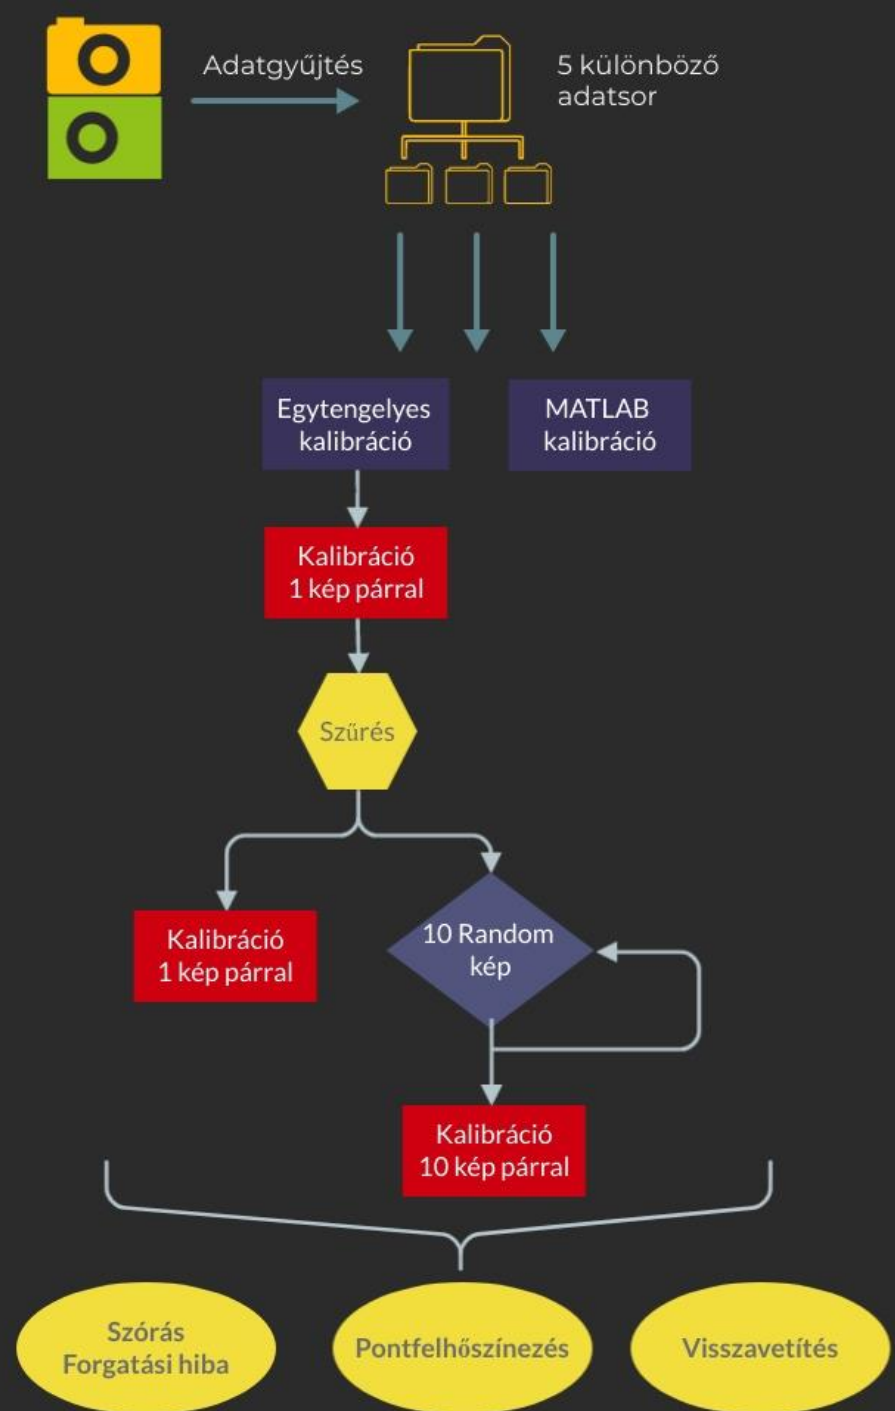 Adatgyűjtés
5 különböző
adatsor
Egytengelyes
kalibráció
MATLAB
kalibráció
Kalibráció
1 kép párral
Szűrés
Kalibráció
1 kép párral
10 Random
kép
Kalibráció
10 kép párral
Szórás
Forgatási hiba
Pontfelhőszínezés
Visszavetítés